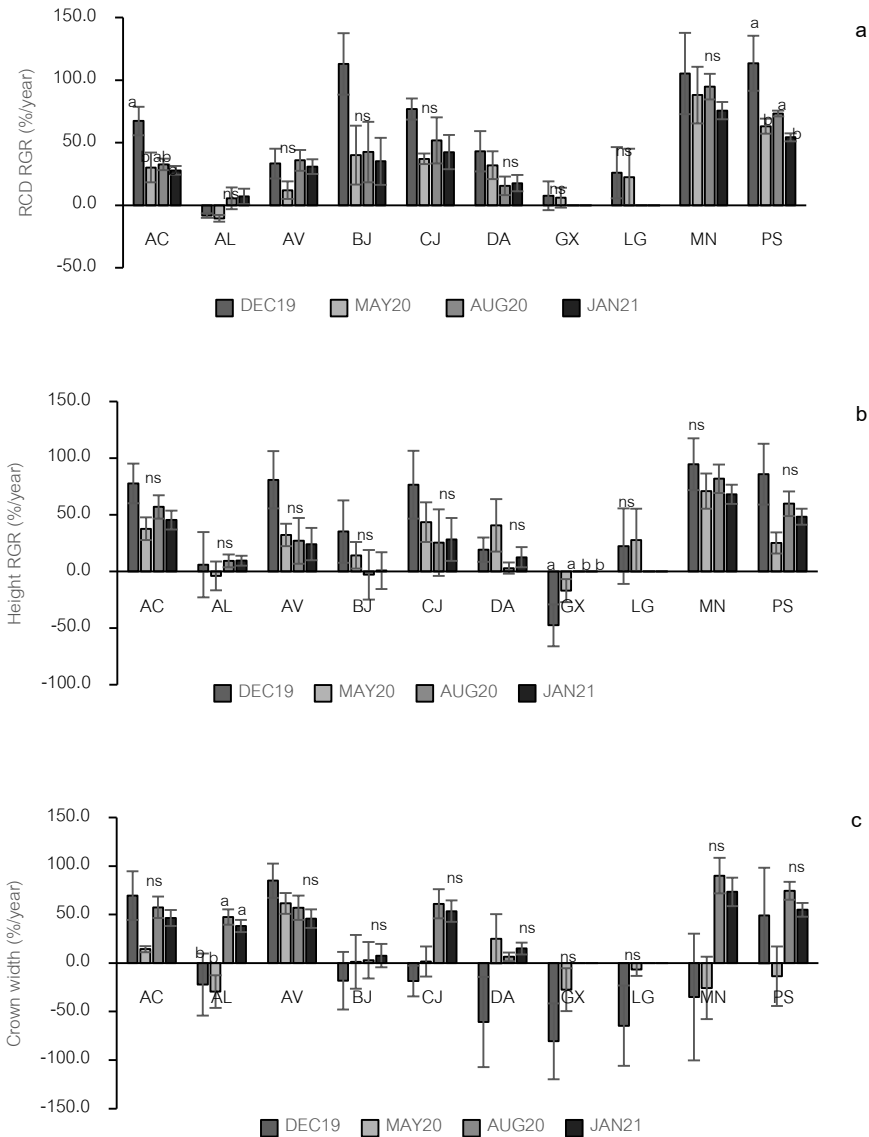 150.0
a
a
RCD RGR (%/year)
100.0
ns
a
ns
ns
a
50.0
b ab
ns
ns
ns
ns
b
b
ns
0.0
AC AL AV BJ CJ DA GX LG MN PS
-50.0
DEC19 MAY20 AUG20 JAN21
150.0
b
Height RGR (%/year)
ns
100.0
ns
ns
ns
ns
ns
50.0
ns
ns
ns
0.0
a a b b
AC AL AV BJ CJ DA GX LG MN PS
-50.0
-100.0
DEC19 MAY20 AUG20 JAN21
150.0
c
Crown width (%/year)
100.0
ns
ns
ns
ns
ns
50.0
a a
ns
ns
0.0
b b
ns
ns
AC AL AV BJ CJ DA GX LG MN PS
-50.0
-100.0
-150.0
DEC19 MAY20 AUG20 JAN21